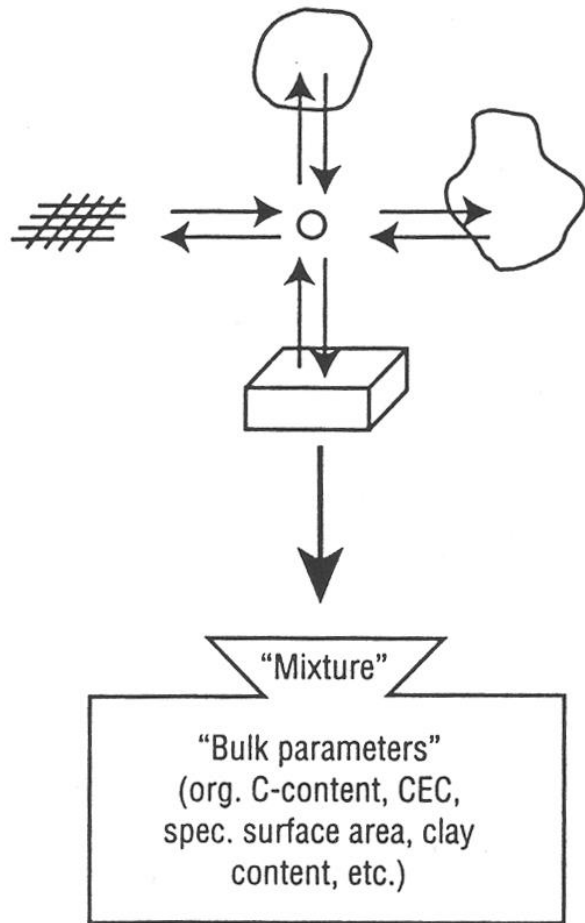 “Mixture”
“Bulk parameters”
(org. C-content, CEC,
spec. surface area, clay
content, etc.)